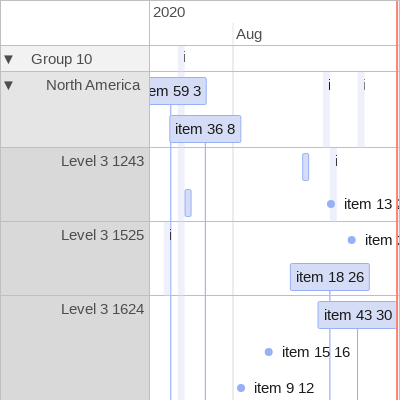 2020
Aug
▼ Group 10
i
▼ North America
i
i
em 59 3
item 36 8
Level 3 1243
i
item 13
Level 3 1525
i
item
item 18 26
Level 3 1624
item 43 30
item 15 16
item 9 12